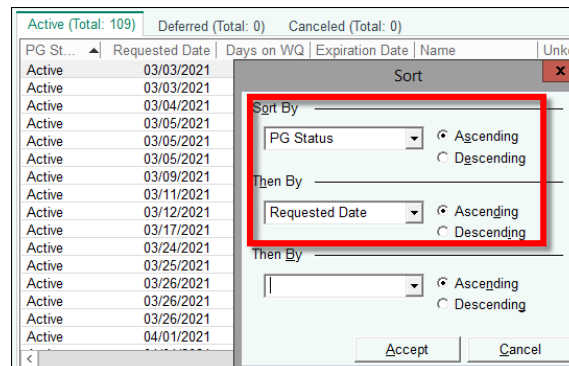 Active (Total: 109) Deferred (Total: 0) Canceled (Total: 0)
PG St... Requested Date Days on WQ Expiration Date Name Unk
Active 03/03/2021
Active 03/03/2021
Active 03/04/2021
Active 03/05/2021
Active 03/05/2021
Active 03/05/2021
Active 03/09/2021
Active 03/11/2021
Active 03/12/2021
Active 03/17/2021
Active 03/24/2021
Active 03/25/2021
Active 03/26/2021
Active 03/26/2021
Active 03/26/2021
Active 04/01/2021
Sort x
Sort By
PG Status Ascending
Descending
Then By
Requested Date Ascending
Descending
Then By
Ascending
Descending
Accept Cancel